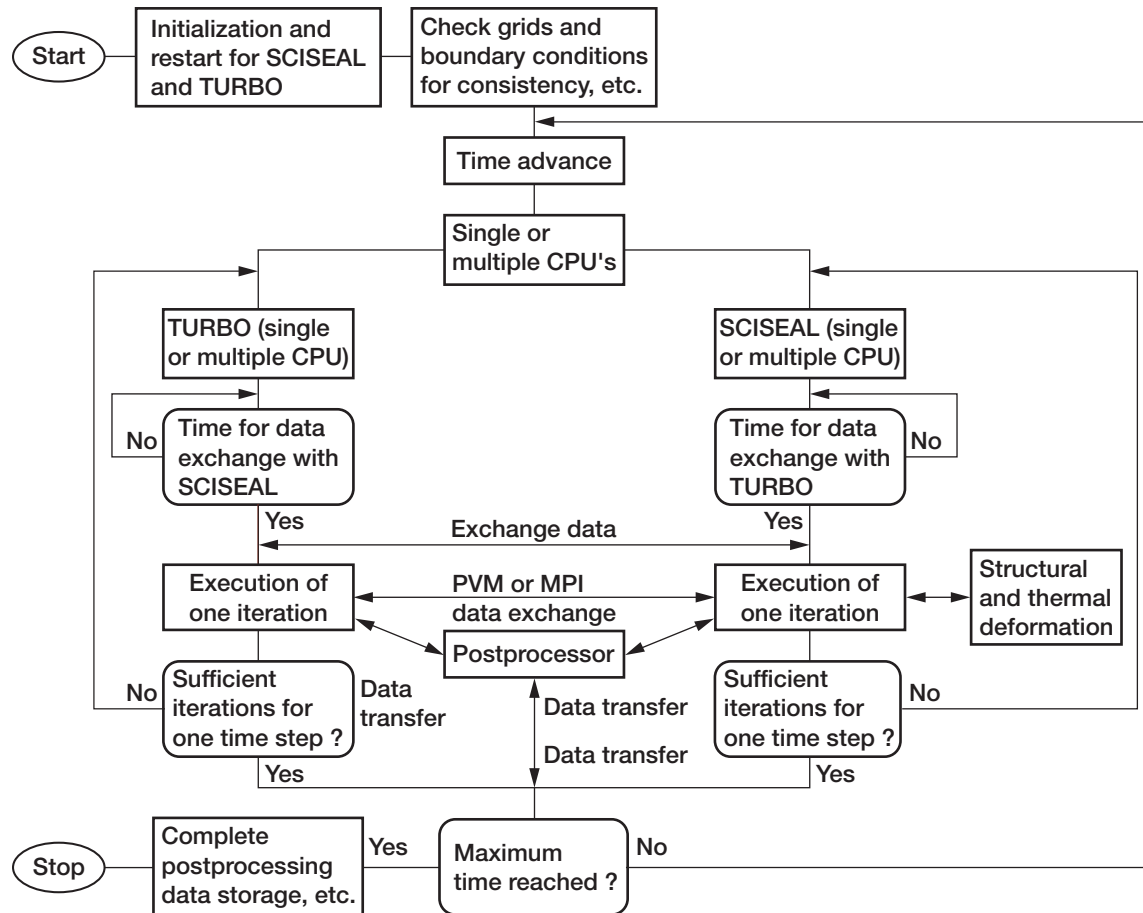 Start
Initialization and
restart for SCISEAL
and TURBO
Check grids and
boundary conditions
for consistency, etc.
Time advance
Single or
multiple CPU's
TURBO (single
or multiple CPU)
SCISEAL (single
or multiple CPU)
No
Time for data
exchange with
SCISEAL
Time for data
exchange with
TURBO
No
Yes
Exchange data
Yes
Execution of
one iteration
PVM or MPI
data exchange
Execution of
one iteration
Structural
and thermal
deformation
Postprocessor
No
Sufficient
iterations for
one time step ?
Data
transfer
Data transfer
Data transfer
Sufficient
iterations for
one time step ?
No
Yes
Yes
Stop
Complete
postprocessing
data storage, etc.
Yes
Maximum
time reached ?
No